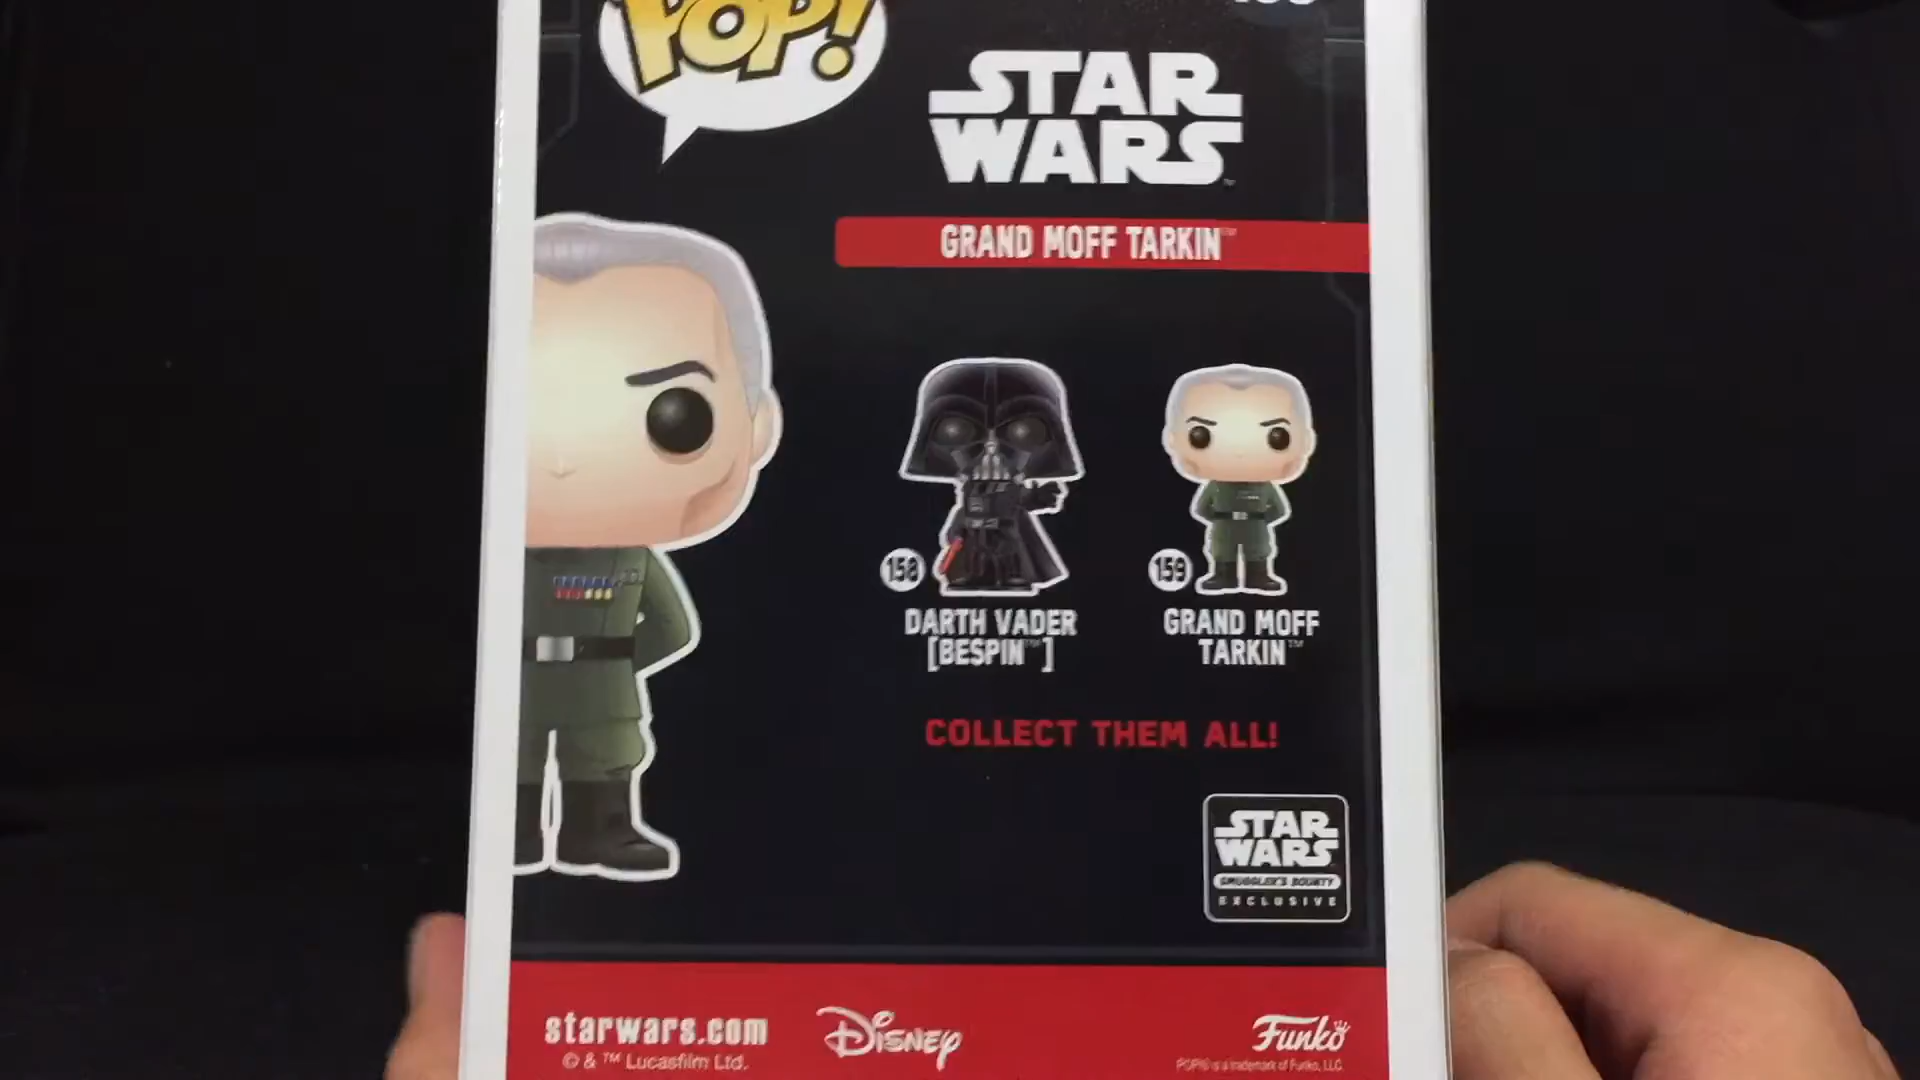 POP!
STAR
WARS
GRAND MOFF TARKIN™
158
159
DARTH VADER
[BESPIN™]
GRAND MOFF
TARKIN™
COLLECT THEM ALL!
STAR
WARS
SMUGGLER'S BOUNTY
EXCLUSIVE
starwars.com
© & ™ Lucasfilm Ltd.
Disney
Funko
POP!® is a trademark of Funko, LLC.